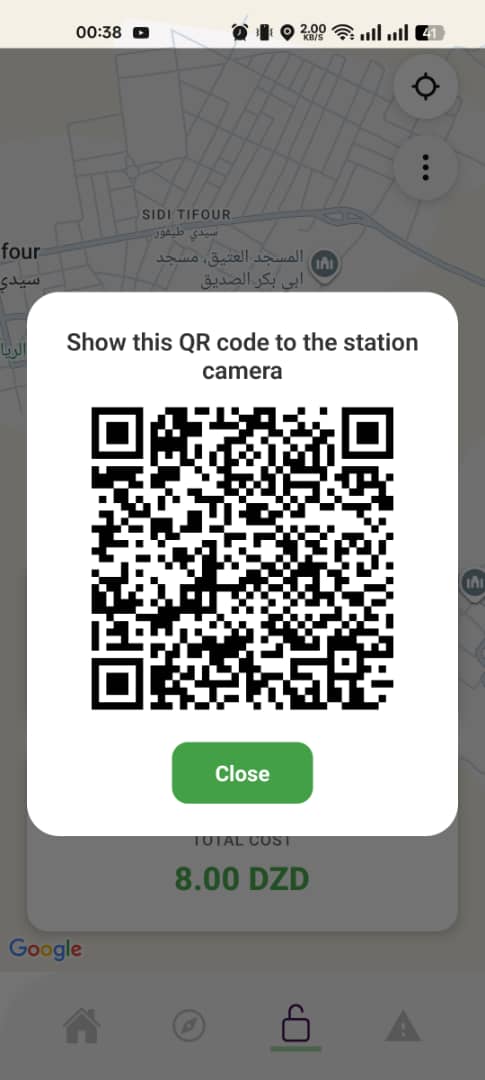 00:38
2.00
KB/S
41
SIDI TIFOUR
سيدي طيفور
four
سيدي
المسجد العتيق، مسجد
ابي بكر الصديق
الريا
Show this QR code to the station
camera
Close
TOTAL COST
8.00 DZD
Google